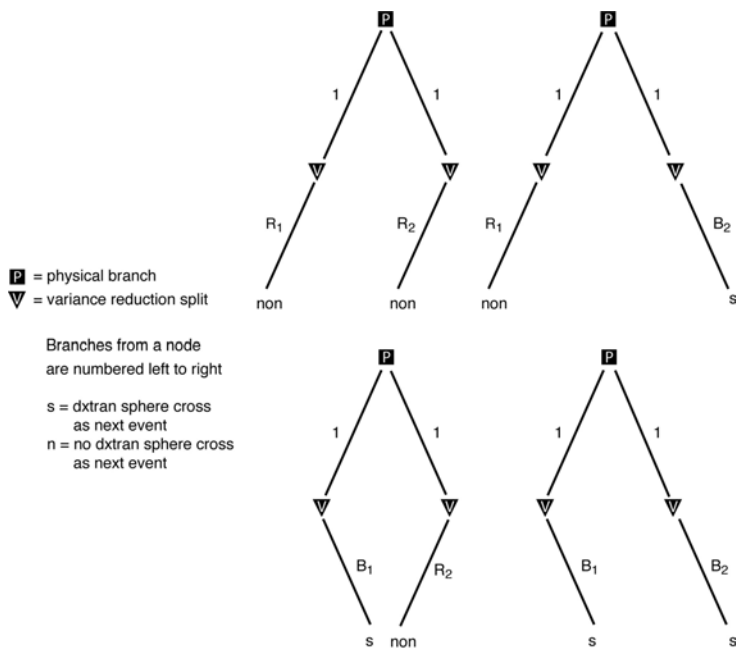 P
P
1
1
1
1
V
V
V
V
R1
R2
R1
B2
non
non
non
s
P = physical branch
V = variance reduction split
Branches from a node
are numbered left to right
s = dxtran sphere cross
as next event
n = no dxtran sphere cross
as next event
P
P
1
1
1
1
V
V
V
V
B1
R2
B1
B2
s
non
s
s